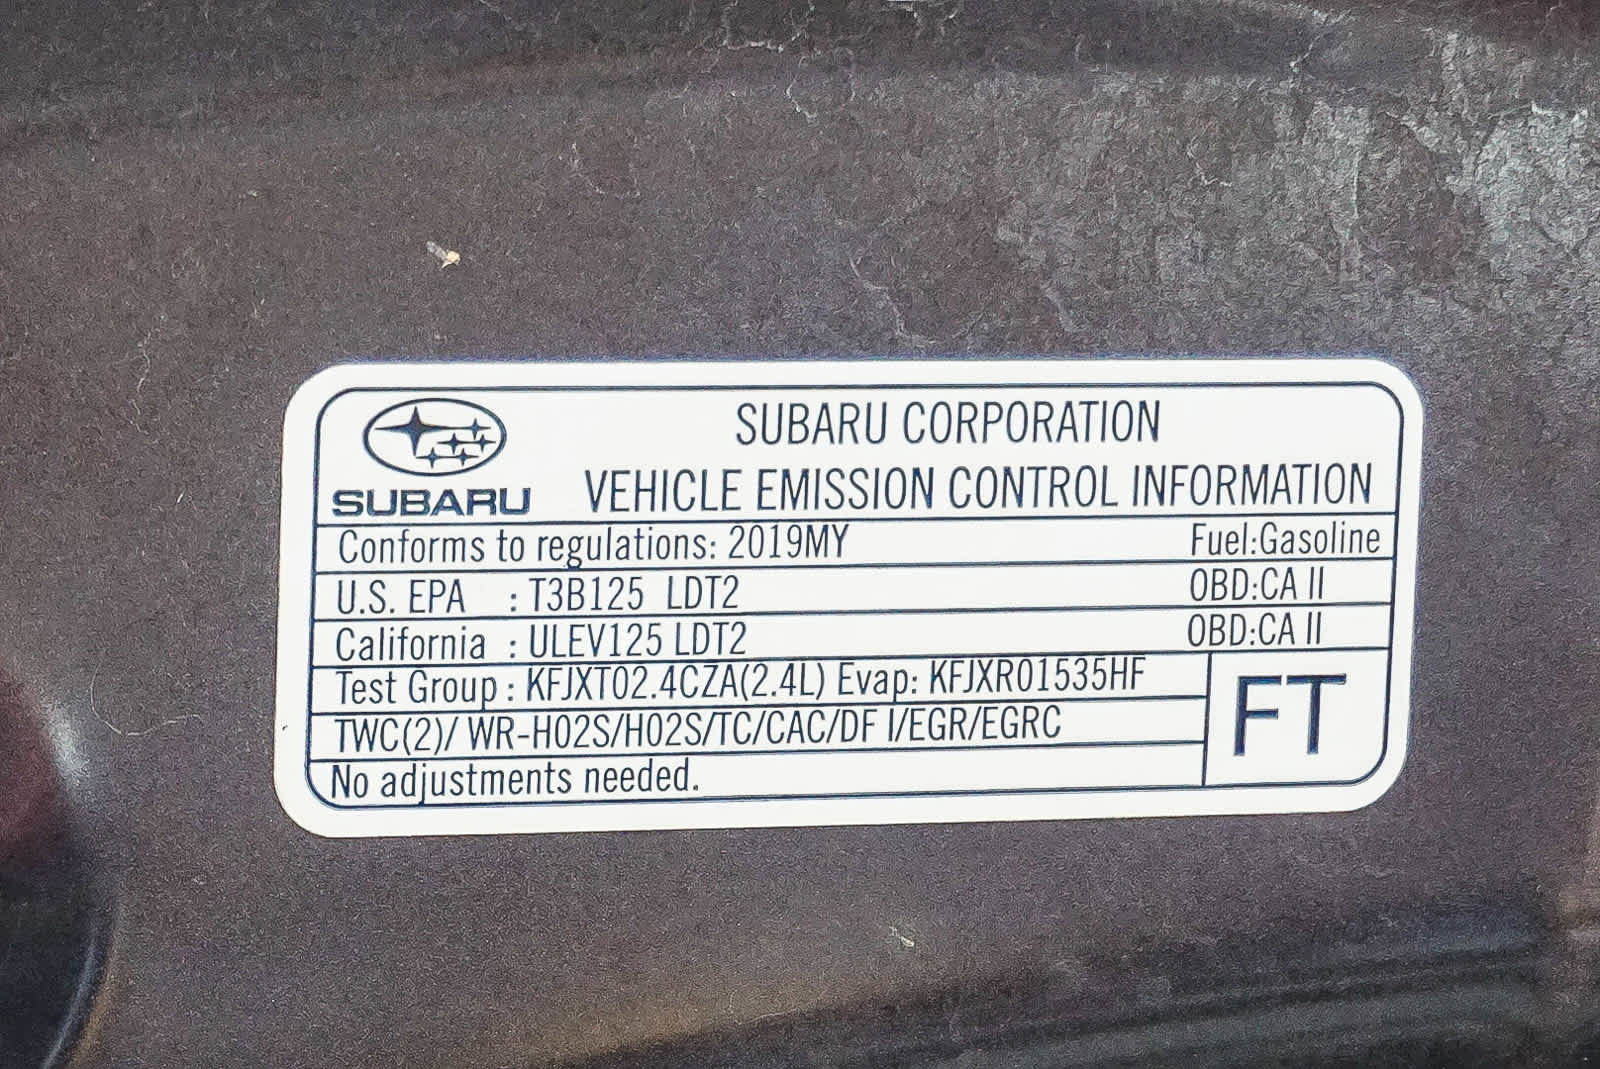 SUBARU CORPORATION
SUBARU VEHICLE EMISSION CONTROL INFORMATION
Conforms to regulations: 2019MY Fuel:Gasoline
U.S. EPA : T3B125 LDT2 OBD:CA II
California : ULEV125 LDT2 OBD:CA II
Test Group : KFJXT02.4CZA(2.4L) Evap: KFJXR01535HF
TWC(2)/ WR-HO2S/HO2S/TC/CAC/DF I/EGR/EGRC
FT
No adjustments needed.